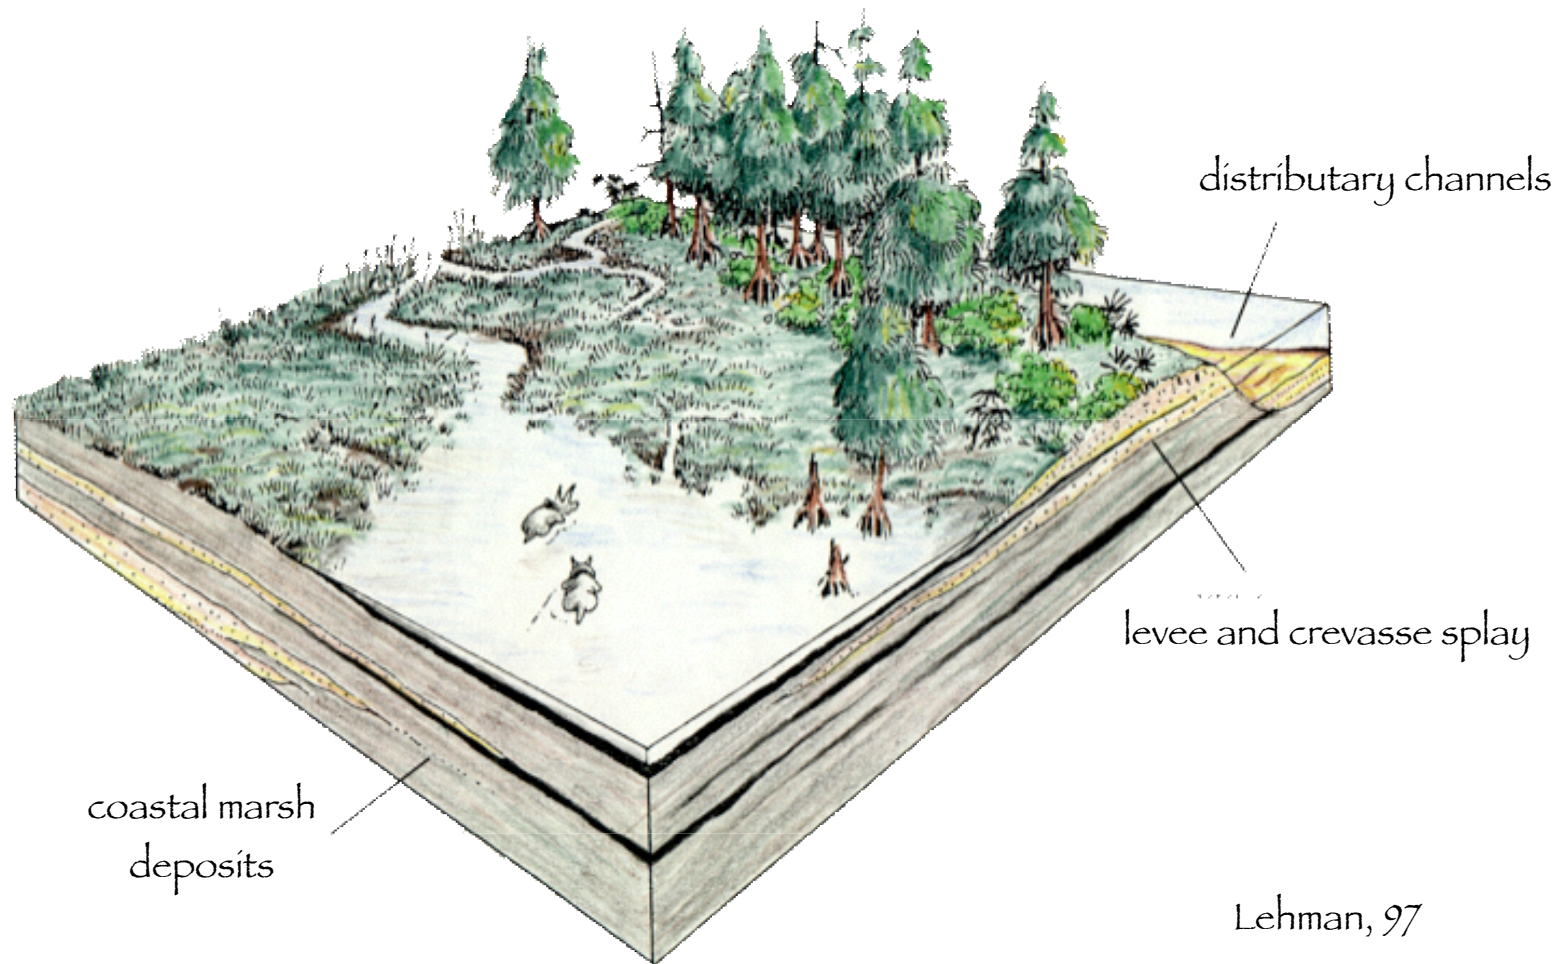 distributary channels
levee and crevasse splay
coastal marsh
deposits
Lehman, 97